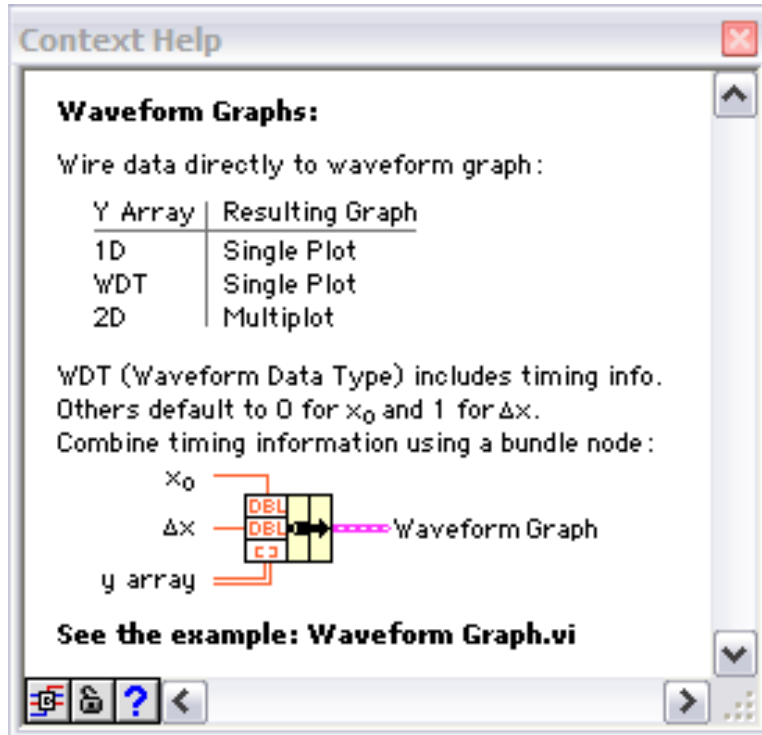 Context Help
Waveform Graphs:
Wire data directly to waveform graph:
Y Array Resulting Graph
1D Single Plot
WDT Single Plot
2D Multiplot
WDT (Waveform Data Type) includes timing info.
Others default to 0 for x₀ and 1 for Δx.
Combine timing information using a bundle node:
x₀
DBL
Δx DBL Waveform Graph
[ ]
y array
See the example: Waveform Graph.vi
?